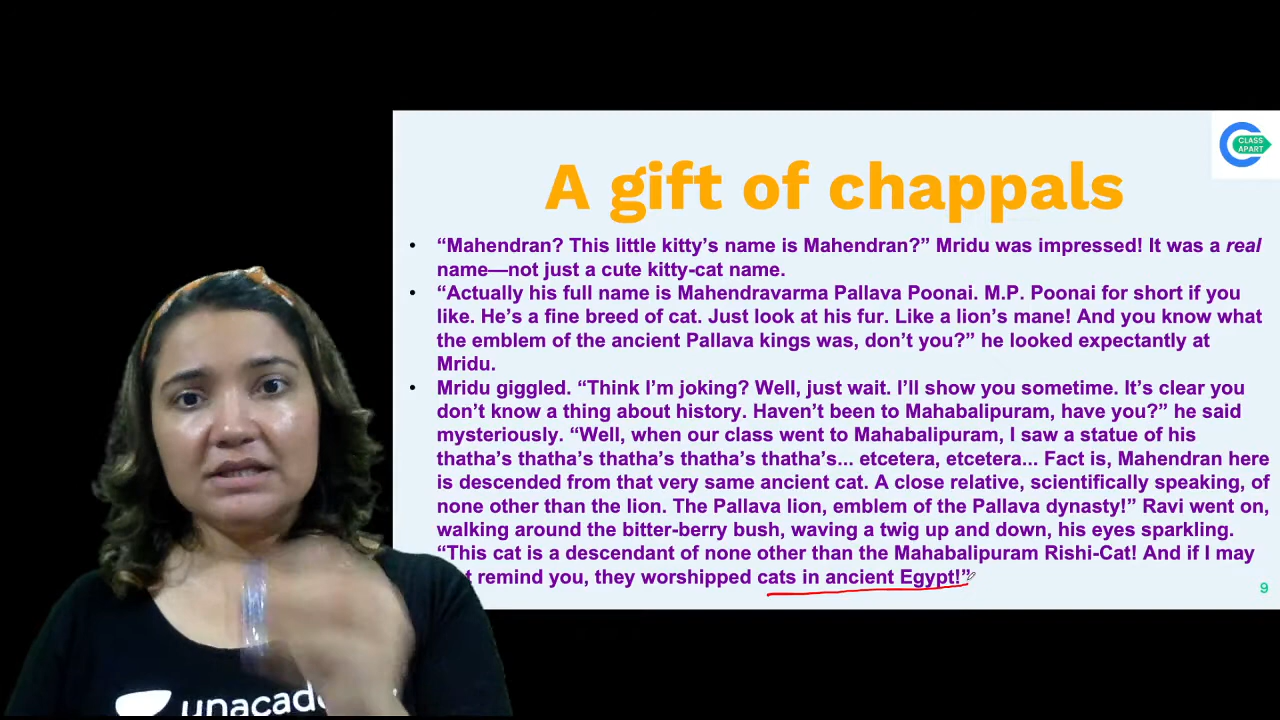 CLASS
APART
A gift of chappals
• “Mahendran? This little kitty’s name is Mahendran?” Mridu was impressed! It was a real
name—not just a cute kitty-cat name.
• “Actually his full name is Mahendravarma Pallava Poonai. M.P. Poonai for short if you
like. He’s a fine breed of cat. Just look at his fur. Like a lion’s mane! And you know what
the emblem of the ancient Pallava kings was, don’t you?” he looked expectantly at
Mridu.
• Mridu giggled. “Think I’m joking? Well, just wait. I’ll show you sometime. It’s clear you
don’t know a thing about history. Haven’t been to Mahabalipuram, have you?” he said
mysteriously. “Well, when our class went to Mahabalipuram, I saw a statue of his
thatha’s thatha’s thatha’s thatha’s thatha’s... etcetera, etcetera... Fact is, Mahendran here
is descended from that very same ancient cat. A close relative, scientifically speaking, of
none other than the lion. The Pallava lion, emblem of the Pallava dynasty!” Ravi went on,
walking around the bitter-berry bush, waving a twig up and down, his eyes sparkling.
“This cat is a descendant of none other than the Mahabalipuram Rishi-Cat! And if I may
remind you, they worshipped cats in ancient Egypt!”
9
unacad